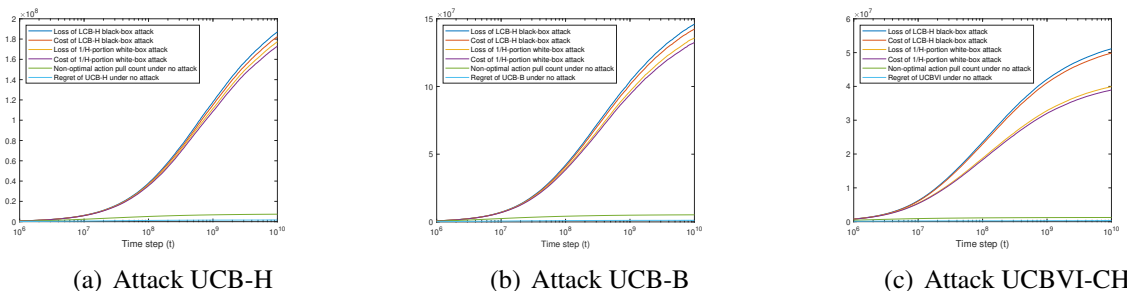 ×10^8
2
1.8
1.6
1.4
1.2
1
0.8
0.6
0.4
0.2
0
Loss of LCB-H black-box attack
Cost of LCB-H black-box attack
Loss of 1/H-portion white-box attack
Cost of 1/H-portion white-box attack
Non-optimal action pull count under no attack
Regret of UCB-H under no attack
10^6 10^7 10^8 10^9 10^10
Time step (t)
(a) Attack UCB-H
×10^7
15
10
5
0
Loss of LCB-H black-box attack
Cost of LCB-H black-box attack
Loss of 1/H-portion white-box attack
Cost of 1/H-portion white-box attack
Non-optimal action pull count under no attack
Regret of UCB-B under no attack
10^6 10^7 10^8 10^9 10^10
Time step (t)
(b) Attack UCB-B
×10^7
6
5
4
3
2
1
0
Loss of LCB-H black-box attack
Cost of LCB-H black-box attack
Loss of 1/H-portion white-box attack
Cost of 1/H-portion white-box attack
Non-optimal action pull count under no attack
Regret of UCBVI under no attack
10^6 10^7 10^8 10^9 10^10
Time step (t)
(c) Attack UCBVI-CH